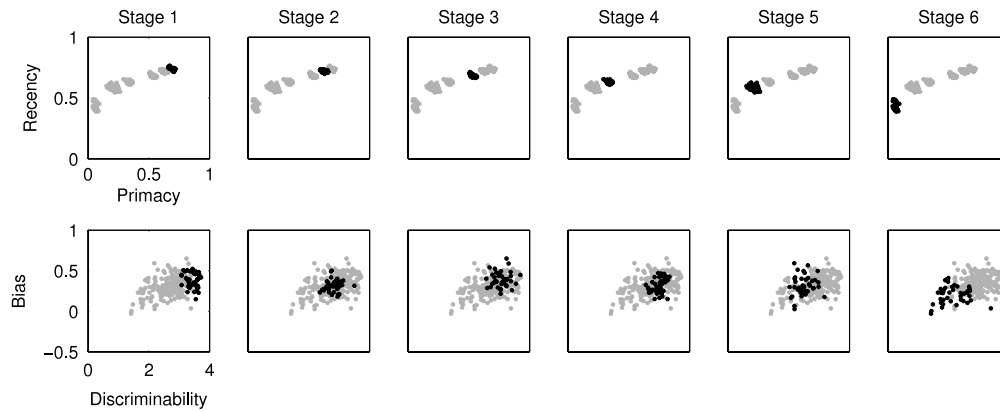 Stage 1 Stage 2 Stage 3 Stage 4 Stage 5 Stage 6
1
Recency
0.5
0
0 0.5 1
Primacy
1
Bias
0.5
0
−0.5
0 2 4
Discriminability